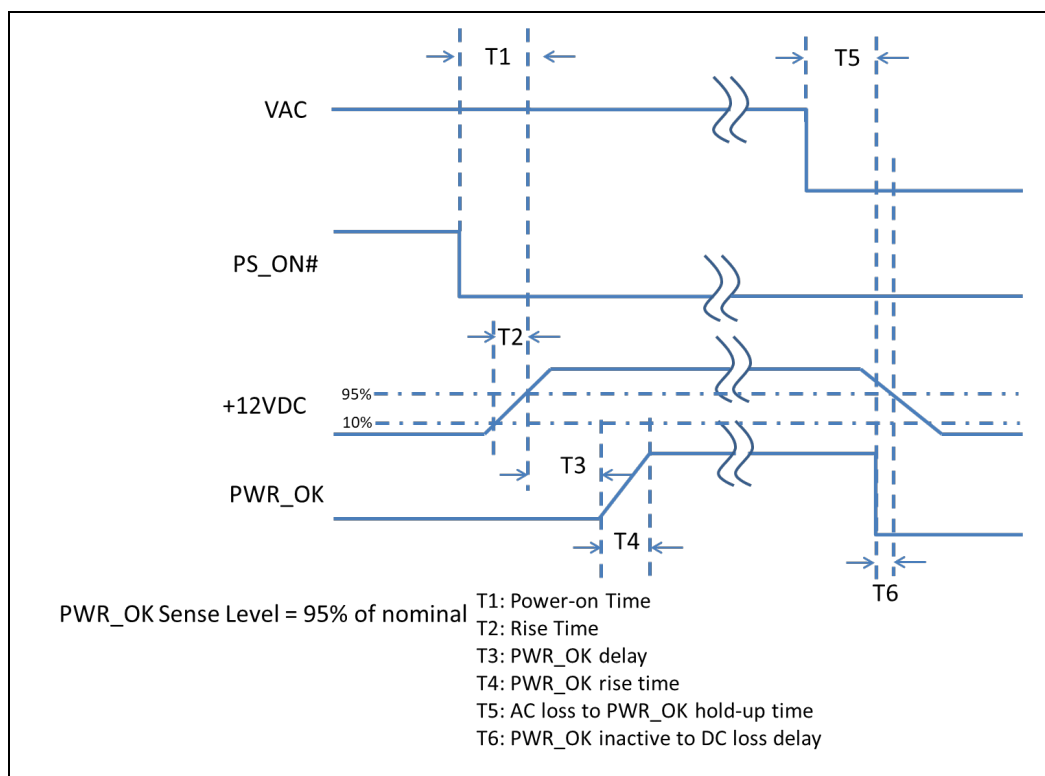 T1
T5
VAC
PS_ON#
T2
95%
+12VDC
10%
T3
PWR_OK
T4
T6
PWR_OK Sense Level = 95% of nominal
T1: Power-on Time
T2: Rise Time
T3: PWR_OK delay
T4: PWR_OK rise time
T5: AC loss to PWR_OK hold-up time
T6: PWR_OK inactive to DC loss delay